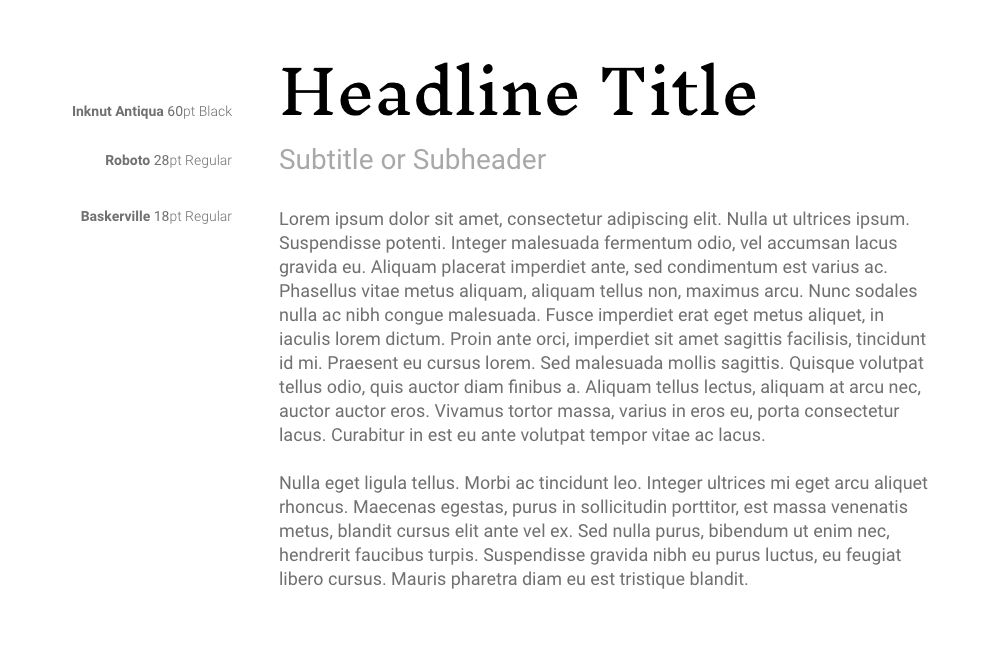 Headline Title
Inknut Antiqua 60pt Black
Subtitle or Subheader
Roboto 28pt Regular
Baskerville 18pt Regular
Lorem ipsum dolor sit amet, consectetur adipiscing elit. Nulla ut ultrices ipsum.
Suspendisse potenti. Integer malesuada fermentum odio, vel accumsan lacus
gravida eu. Aliquam placerat imperdiet ante, sed condimentum est varius ac.
Phasellus vitae metus aliquam, aliquam tellus non, maximus arcu. Nunc sodales
nulla ac nibh congue malesuada. Fusce imperdiet erat eget metus aliquet, in
iaculis lorem dictum. Proin ante orci, imperdiet sit amet sagittis facilisis, tincidunt
id mi. Praesent eu cursus lorem. Sed malesuada mollis sagittis. Quisque volutpat
tellus odio, quis auctor diam finibus a. Aliquam tellus lectus, aliquam at arcu nec,
auctor auctor eros. Vivamus tortor massa, varius in eros eu, porta consectetur
lacus. Curabitur in est eu ante volutpat tempor vitae ac lacus.
Nulla eget ligula tellus. Morbi ac tincidunt leo. Integer ultrices mi eget arcu aliquet
rhoncus. Maecenas egestas, purus in sollicitudin porttitor, est massa venenatis
metus, blandit cursus elit ante vel ex. Sed nulla purus, bibendum ut enim nec,
hendrerit faucibus turpis. Suspendisse gravida nibh eu purus luctus, eu feugiat
libero cursus. Mauris pharetra diam eu est tristique blandit.